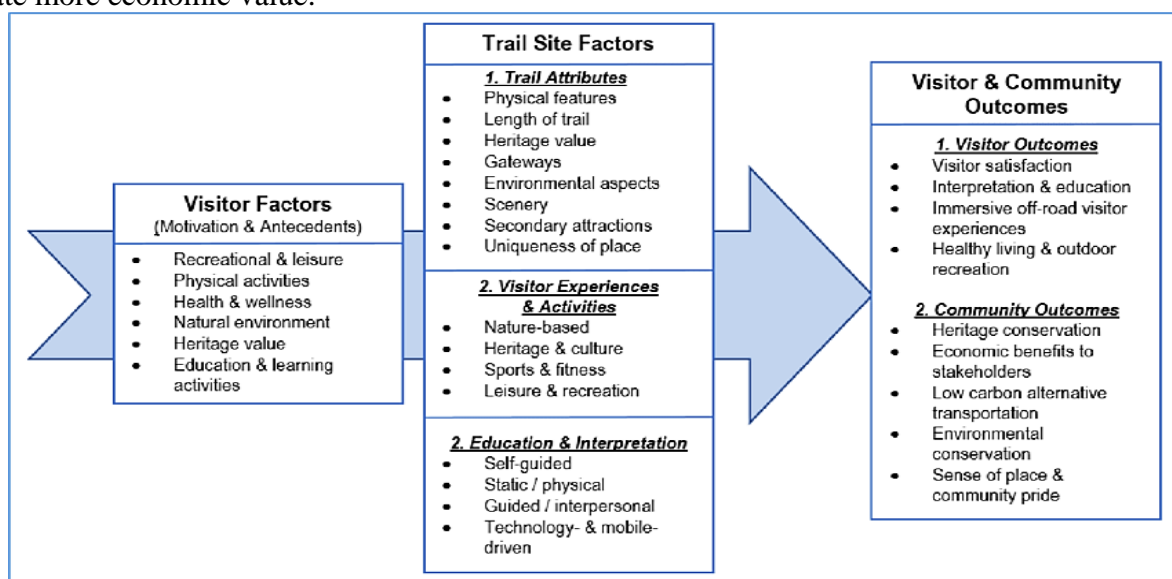 ate more economic value.
Visitor Factors
(Motivation & Antecedents)
• Recreational & leisure
• Physical activities
• Health & wellness
• Natural environment
• Heritage value
• Education & learning
activities
Trail Site Factors
1. Trail Attributes
• Physical features
• Length of trail
• Heritage value
• Gateways
• Environmental aspects
• Scenery
• Secondary attractions
• Uniqueness of place
2. Visitor Experiences
& Activities
• Nature-based
• Heritage & culture
• Sports & fitness
• Leisure & recreation
2. Education & Interpretation
• Self-guided
• Static / physical
• Guided / interpersonal
• Technology- & mobile-
driven
Visitor & Community
Outcomes
1. Visitor Outcomes
• Visitor satisfaction
• Interpretation & education
• Immersive off-road visitor
experiences
• Healthy living & outdoor
recreation
2. Community Outcomes
• Heritage conservation
• Economic benefits to
stakeholders
• Low carbon alternative
transportation
• Environmental
conservation
• Sense of place &
community pride